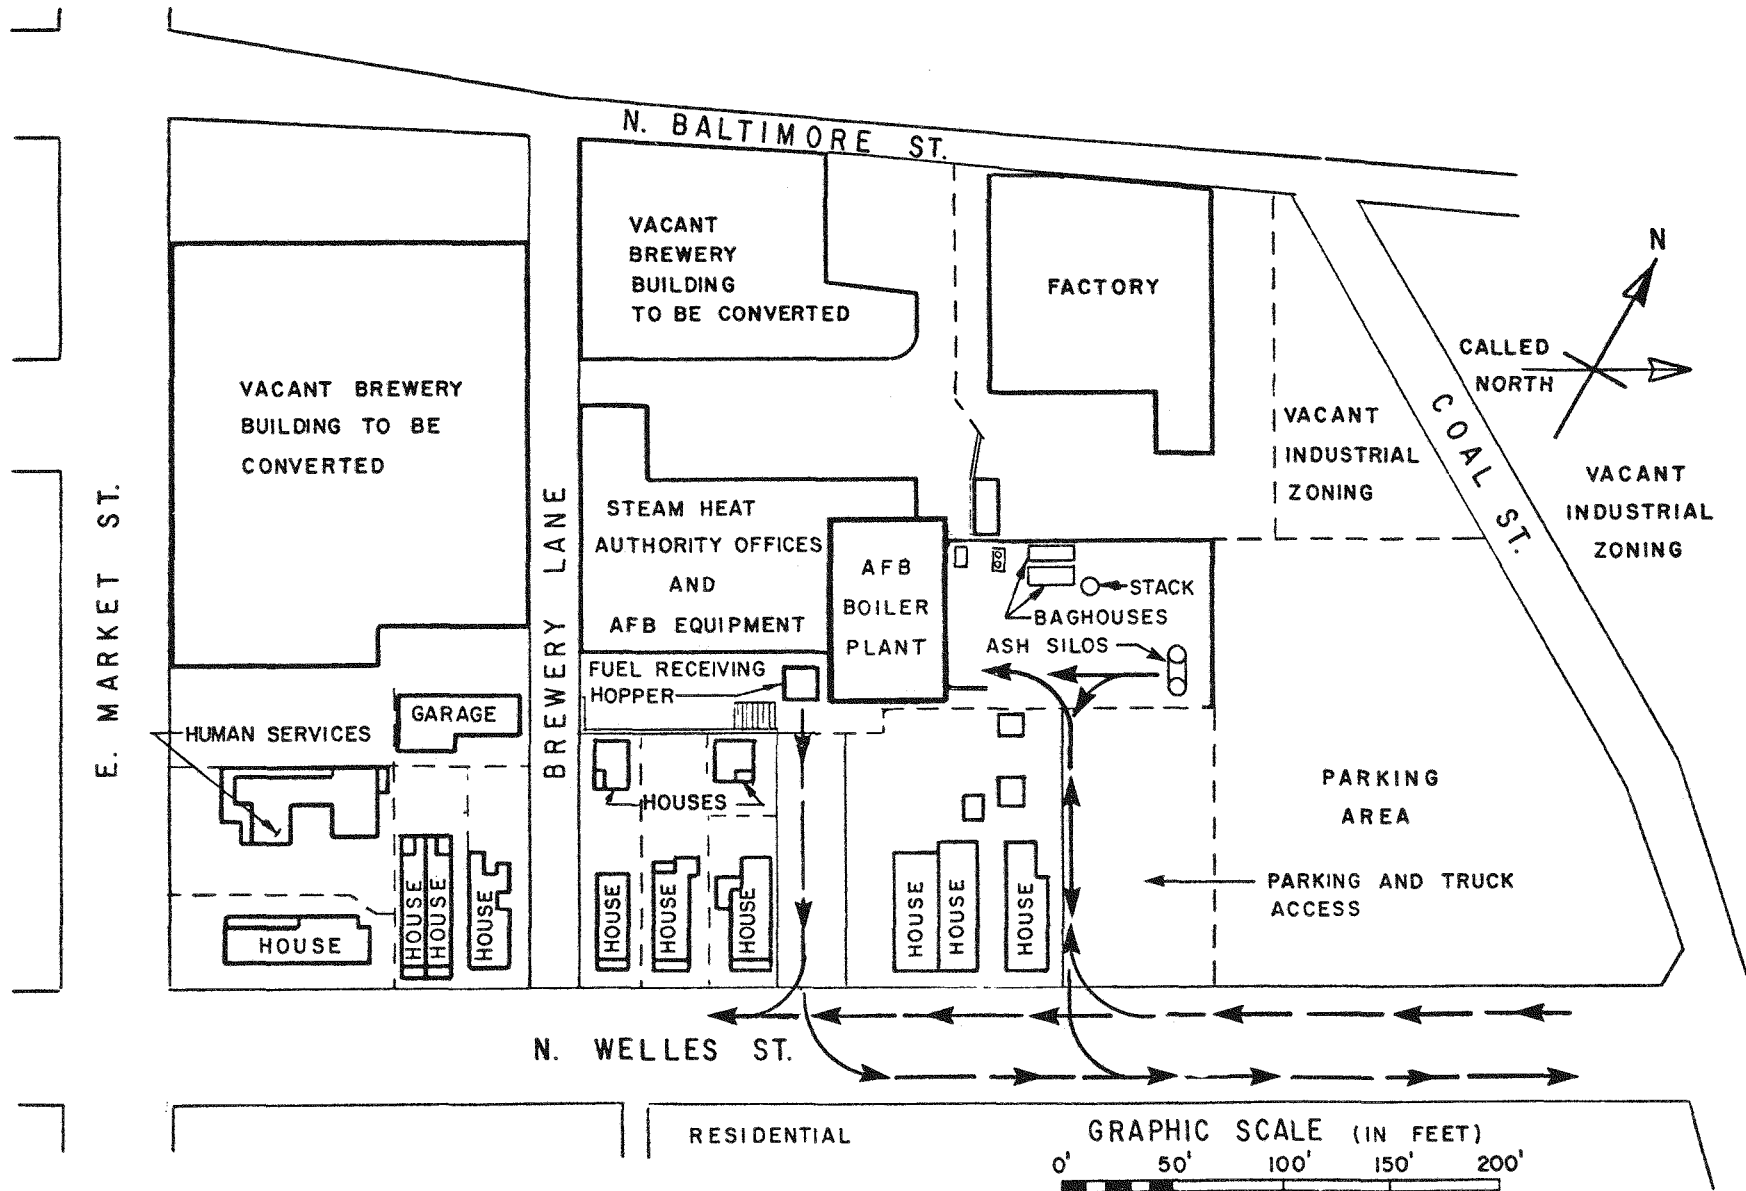 N. BALTIMORE ST.
VACANT
BREWERY
BUILDING
TO BE CONVERTED
FACTORY
N
CALLED
NORTH
VACANT BREWERY
BUILDING TO BE
CONVERTED
VACANT
INDUSTRIAL
ZONING
COAL ST.
VACANT
INDUSTRIAL
ZONING
E. MARKET ST.
BREWERY LANE
STEAM HEAT
AUTHORITY OFFICES
AND
AFB EQUIPMENT
AFB
BOILER
PLANT
STACK
BAGHOUSES
ASH SILOS
FUEL RECEIVING
HOPPER
GARAGE
HUMAN SERVICES
HOUSES
PARKING
AREA
PARKING AND TRUCK
ACCESS
HOUSE
HOUSE
HOUSE
HOUSE
HOUSE
HOUSE
HOUSE
HOUSE
HOUSE
HOUSE
N. WELLES ST.
RESIDENTIAL
GRAPHIC SCALE (IN FEET)
0' 50' 100' 150' 200'